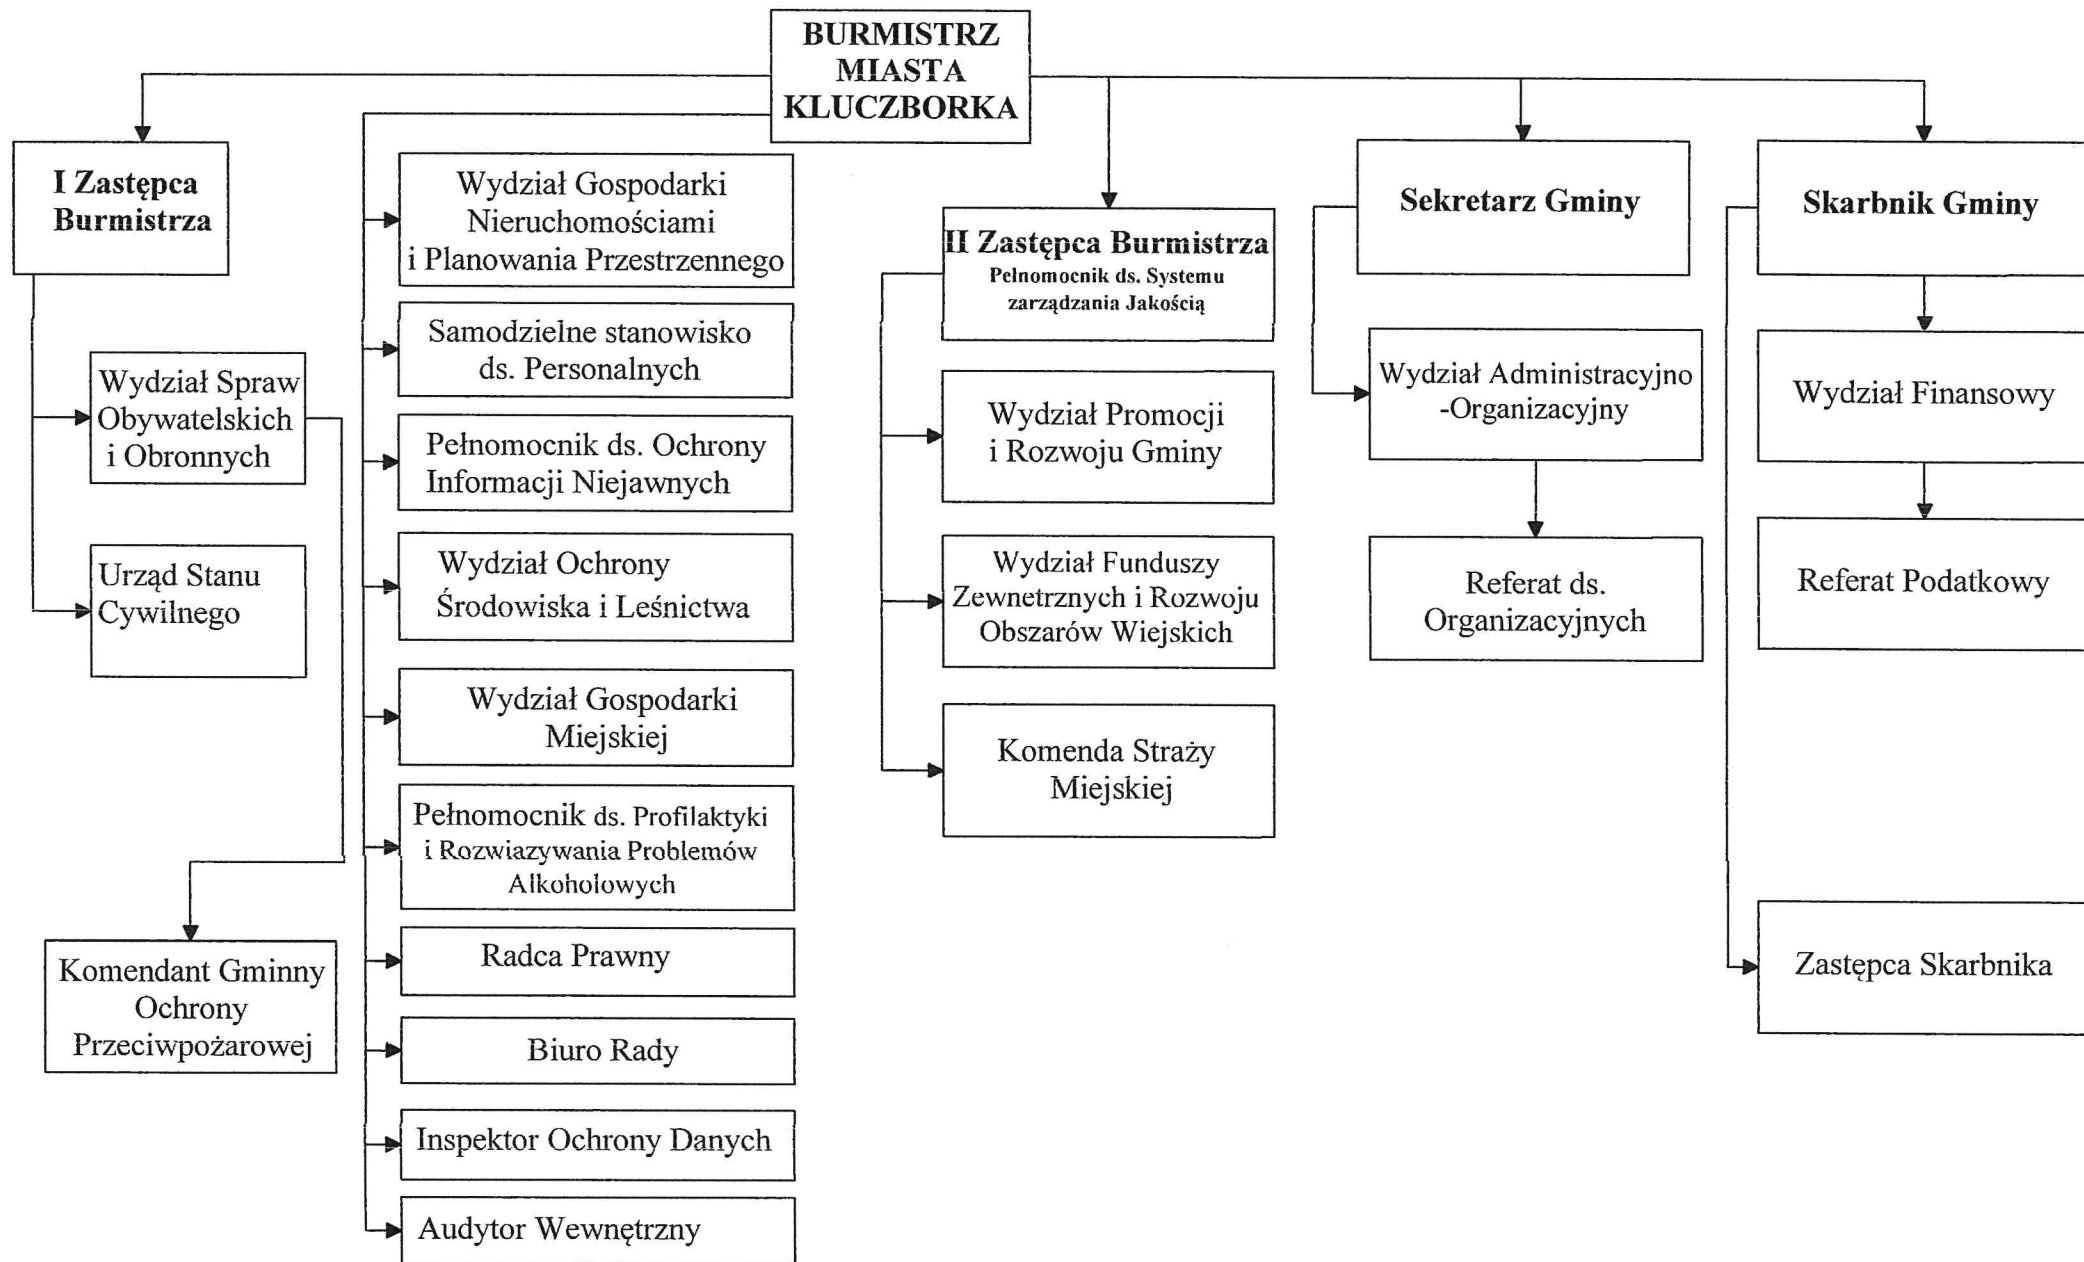 BURMISTRZ
MIASTA
KLUCZBORKA
I Zastępca
Burmistrza
Wydział Spraw
Obywatelskich
i Obronnych
Urząd Stanu
Cywilnego
Komendant Gminny
Ochrony
Przeciwpożarowej
Wydział Gospodarki
Nieruchomościami
i Planowania Przestrzennego
Samodzielne stanowisko
ds. Personalnych
Pełnomocnik ds. Ochrony
Informacji Niejawnych
Wydział Ochrony
Środowiska i Leśnictwa
Wydział Gospodarki
Miejskiej
Pełnomocnik ds. Profilaktyki
i Rozwiazywania Problemów
Alkoholowych
Radca Prawny
Biuro Rady
Inspektor Ochrony Danych
Audytor Wewnętrzny
II Zastępca Burmistrza
Pełnomocnik ds. Systemu
zarządzania Jakością
Wydział Promocji
i Rozwoju Gminy
Wydział Funduszy
Zewnetrznych i Rozwoju
Obszarów Wiejskich
Komenda Straży
Miejskiej
Sekretarz Gminy
Wydział Administracyjno
-Organizacyjny
Referat ds.
Organizacyjnych
Skarbnik Gminy
Wydział Finansowy
Referat Podatkowy
Zastępca Skarbnika